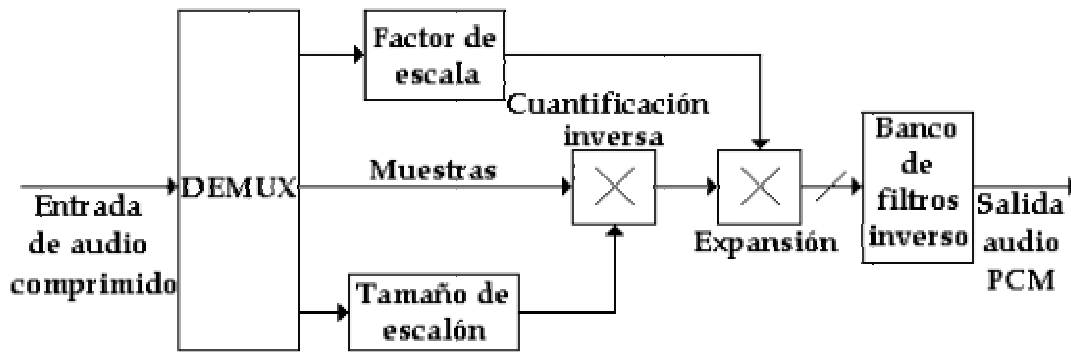 Factor de
escala
Cuantificación
inversa
Banco
de
filtros
inverso
DEMUX
Muestras
Entrada
de audio
comprimido
Expansión
Salida
audio
PCM
Tamaño de
escalón